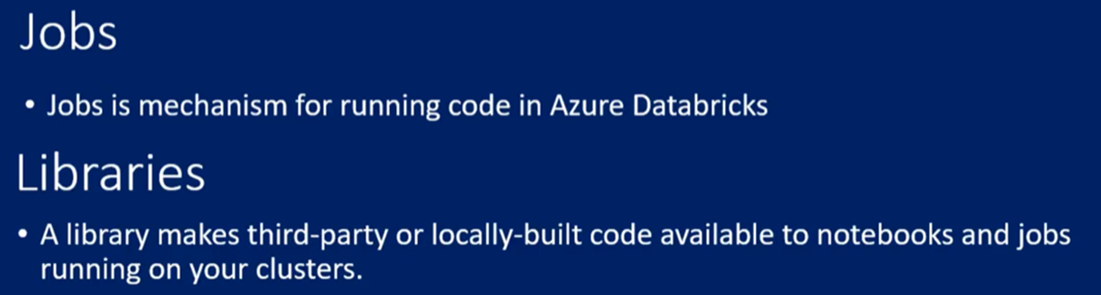 Jobs
• Jobs is mechanism for running code in Azure Databricks
Libraries
• A library makes third-party or locally-built code available to notebooks and jobs
running on your clusters.